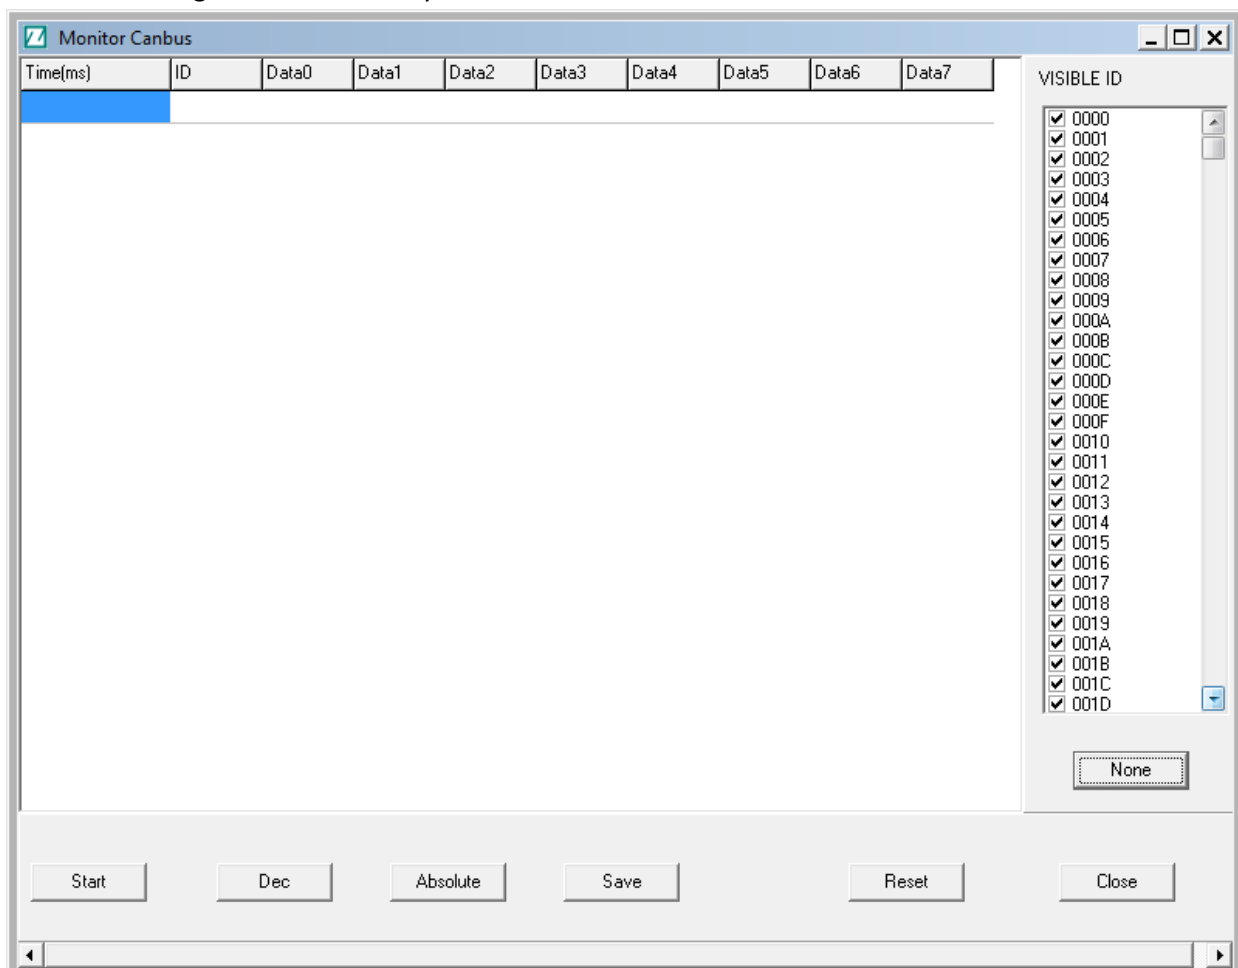 Monitor Canbus
Time(ms) ID Data0 Data1 Data2 Data3 Data4 Data5 Data6 Data7
VISIBLE ID
0000
0001
0002
0003
0004
0005
0006
0007
0008
0009
000A
000B
000C
000D
000E
000F
0010
0011
0012
0013
0014
0015
0016
0017
0018
0019
001A
001B
001C
001D
None
Start Dec Absolute Save Reset Close